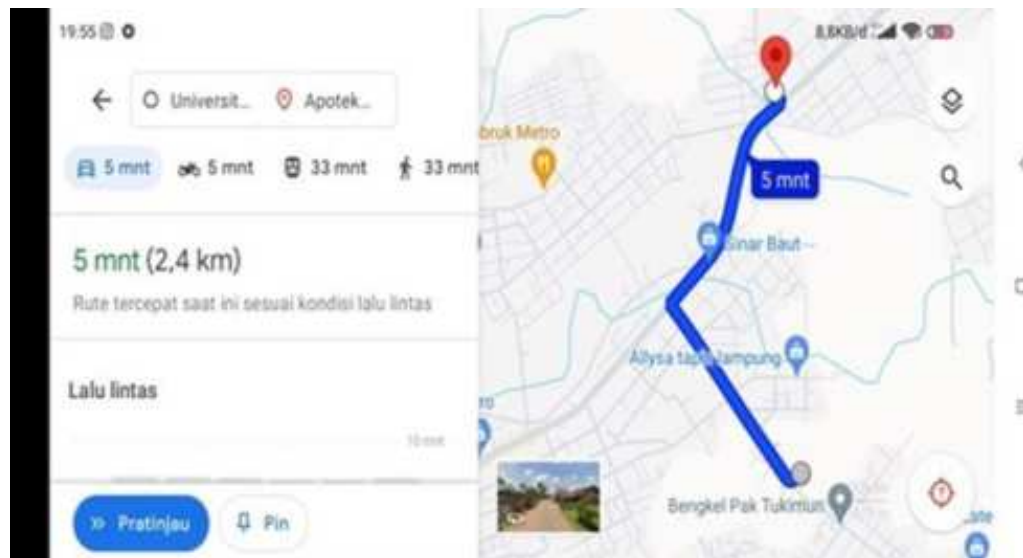 19:55
8,8KB/d
Universit... Apotek...
5 mnt 5 mnt 33 mnt 33 mnt
5 mnt (2,4 km)
Rute tercepat saat ini sesuai kondisi lalu lintas
Lalu lintas
10 mnt
Pratinjau Pin
bruk Metro
5 mnt
Sinar Baut
Allysa tapis lampung
Bengkel Pak Tukimun